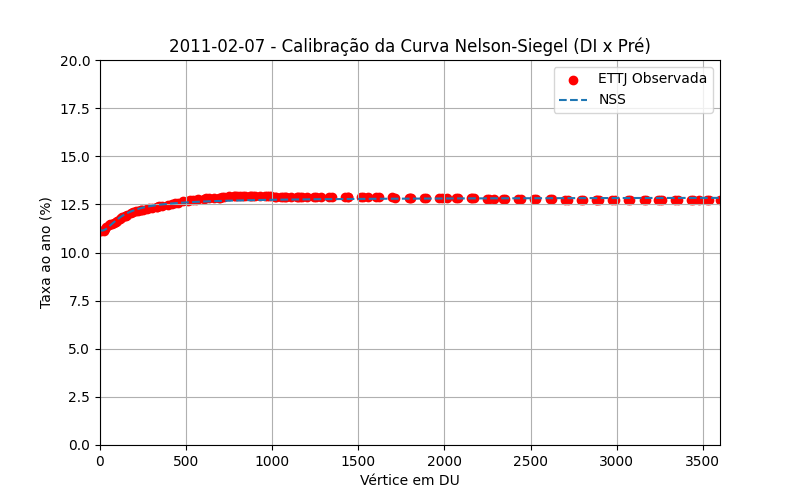 2011-02-07 - Calibração da Curva Nelson-Siegel (DI x Pré)
ETTJ Observada
NSS
Taxa ao ano (%)
20.0
17.5
15.0
12.5
10.0
7.5
5.0
2.5
0.0
0 500 1000 1500 2000 2500 3000 3500
Vértice em DU